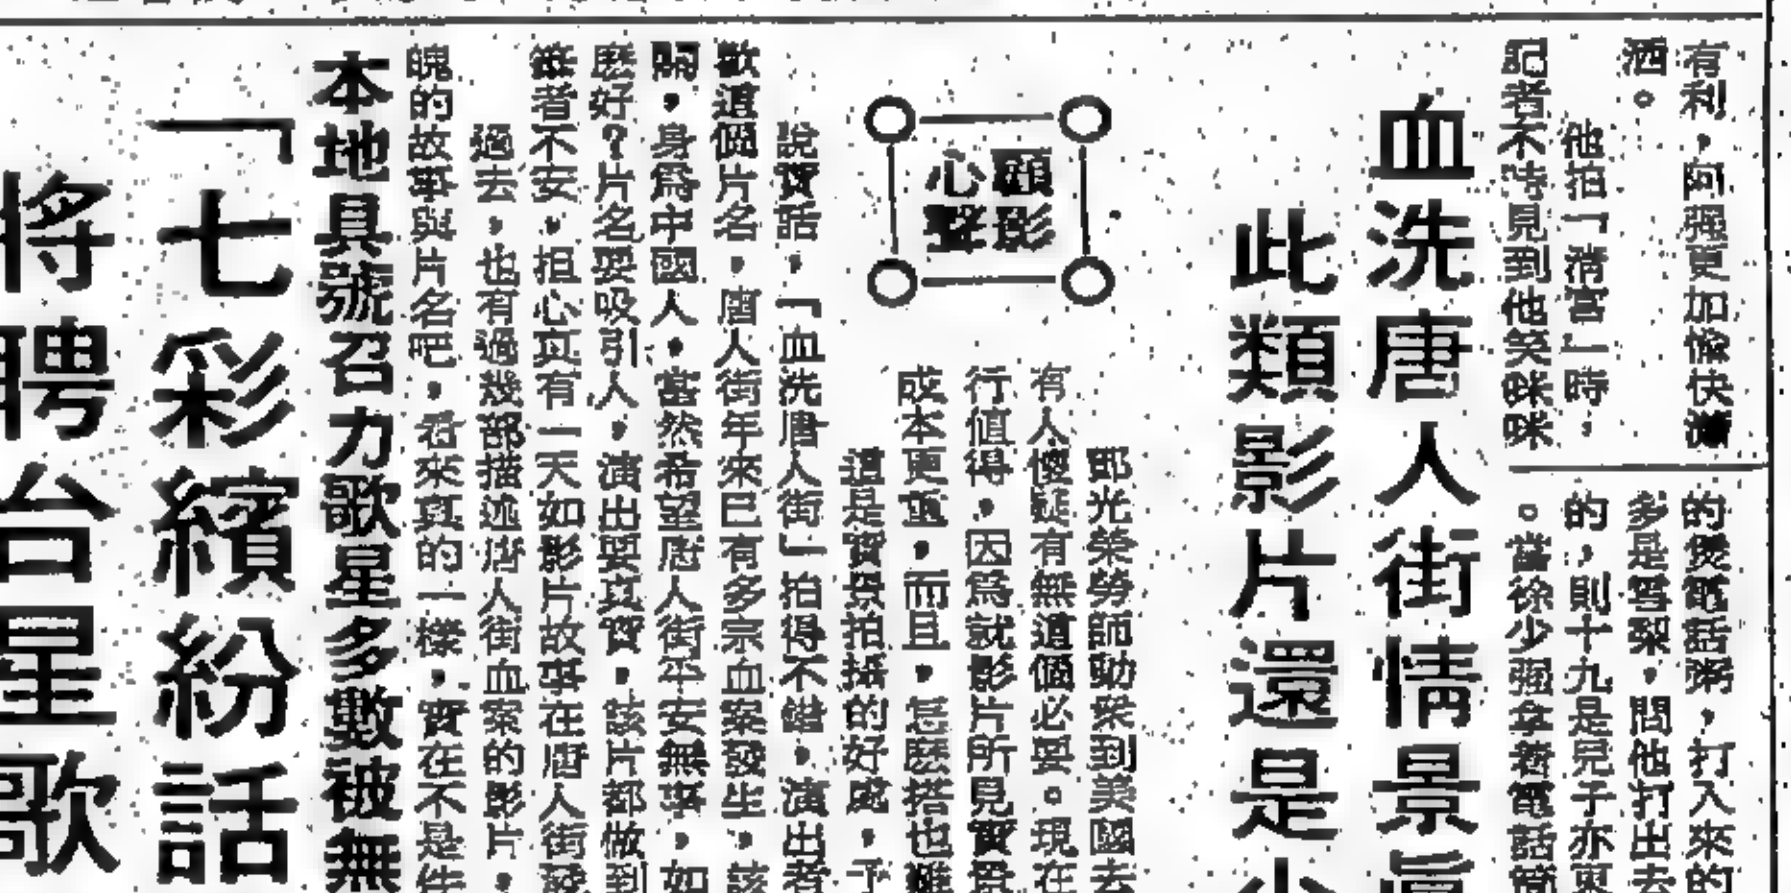 有利，阿强更加愉快瀟
洒。
他拍「清宮」時，
記者不時見到他笑咪咪
的煲電話粥，打入來的
多是雪梨，問他打出去
的，則十九是兒子亦
。當徐少强拿着電話筒
血洗唐人街情景眞
此類影片還是少
顧影
心聲
鄧光榮勞師動衆到美國去
有人懷疑有無這個必要。現在
行值得，因爲就影片所見實景
成本更重，而且，甚麽搭也難
這是實景拍攝的好處，予
說實話，「血洗唐人街」拍得不錯，演出者
歡這個片名，唐人街年來已有多宗血案發生，該
關，身爲中國人，當然希望唐人街平安無事，如
麽好？片名要吸引人，演出要真實，該片都做到
者不安，担心真有一天如影片故事在唐人街發
過去，也有過幾部描述唐人街血案的影片，
魄的故事與片名吧，看來真的一樣，實在不是件
本地具號召力歌星多數被無
「七彩繽紛話
將聘台星歌